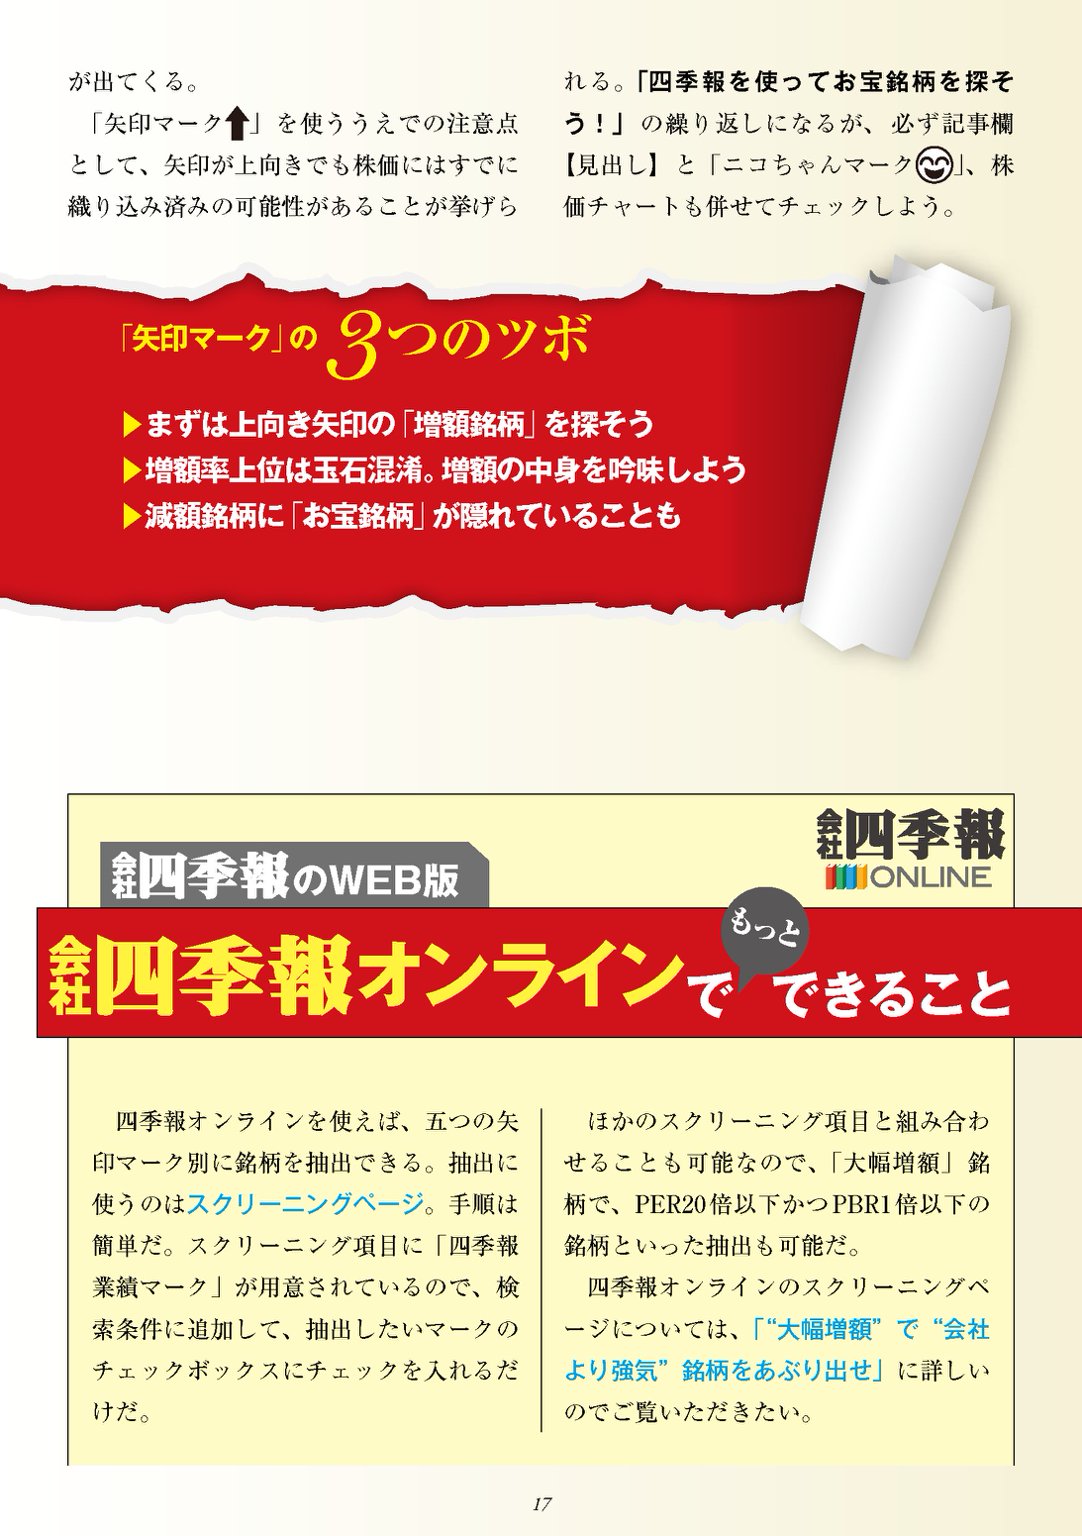 が出てくる。
「矢印マーク⬆」を使ううえでの注意点
として、矢印が上向きでも株価にはすでに
織り込み済みの可能性があることが挙げら
れる。「四季報を使ってお宝銘柄を探そ
う！」の繰り返しになるが、必ず記事欄
【見出し】と「ニコちゃんマーク😄」、株
価チャートも併せてチェックしよう。
「矢印マーク」の3つのツボ
▶まずは上向き矢印の「増額銘柄」を探そう
▶増額率上位は玉石混淆。増額の中身を吟味しよう
▶減額銘柄に「お宝銘柄」が隠れていることも
会社四季報
ONLINE
会社四季報のWEB版
会社四季報オンラインでもっとできること
四季報オンラインを使えば、五つの矢
印マーク別に銘柄を抽出できる。抽出に
使うのはスクリーニングページ。手順は
簡単だ。スクリーニング項目に「四季報
業績マーク」が用意されているので、検
索条件に追加して、抽出したいマークの
チェックボックスにチェックを入れるだ
けだ。
ほかのスクリーニング項目と組み合わ
せることも可能なので、「大幅増額」銘
柄で、PER20倍以下かつPBR1倍以下の
銘柄といった抽出も可能だ。
四季報オンラインのスクリーニングペ
ージについては、「“大幅増額”で“会社
より強気”銘柄をあぶり出せ」に詳しい
のでご覧いただきたい。
17